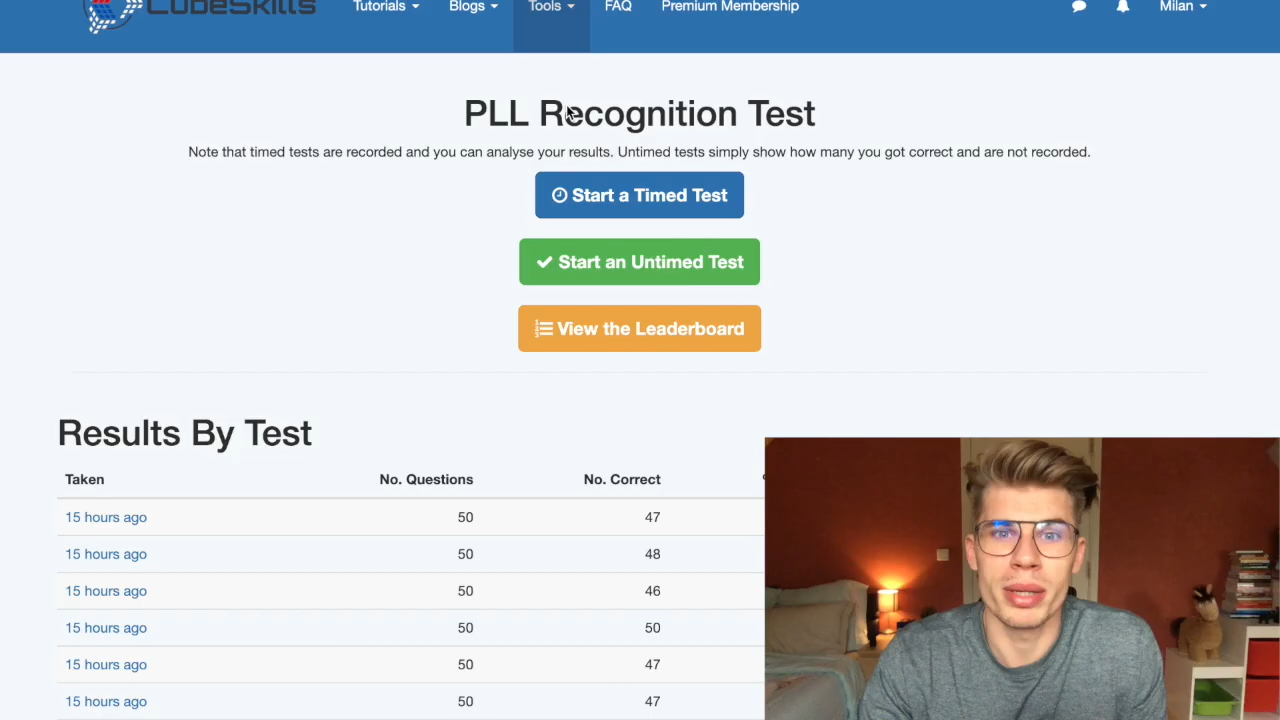 CubeSkills
Tutorials Blogs Tools FAQ Premium Membership Milan
PLL Recognition Test
Note that timed tests are recorded and you can analyse your results. Untimed tests simply show how many you got correct and are not recorded.
Start a Timed Test
Start an Untimed Test
View the Leaderboard
Results By Test
Taken No. Questions No. Correct
15 hours ago 50 47
15 hours ago 50 48
15 hours ago 50 46
15 hours ago 50 50
15 hours ago 50 47
15 hours ago 50 47